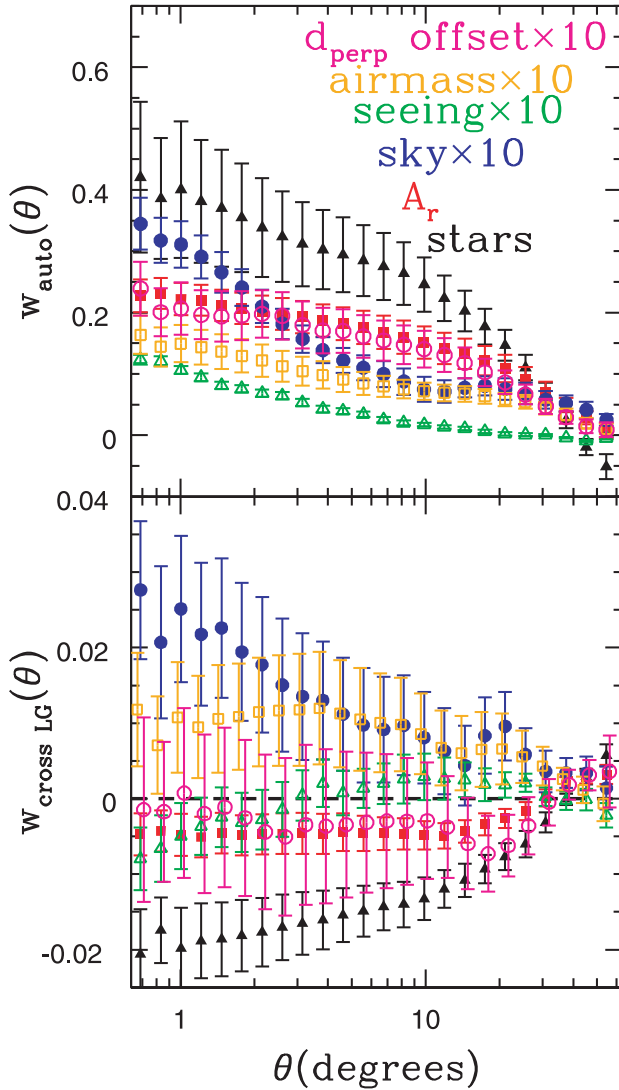 d_perp offset×10
airmass×10
seeing×10
sky×10
A_r
stars
w_auto(θ)
0.6
0.4
0.2
0
w_cross LG(θ)
0.04
0.02
0
-0.02
1 10
θ(degrees)